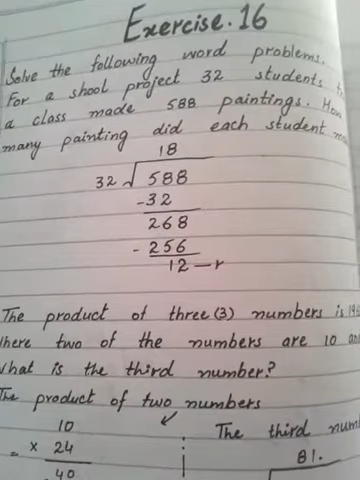 Exercise. 16
Solve the following word problems.
For a shool project 32 students
a class made 588 paintings.
many painting did each student
18
32 √ 588
-32
268
- 256
12 — r
The product of three (3) numbers is
two of the numbers are 10
what is the third number?
The product of two numbers
10
× 24
40
The third
81.